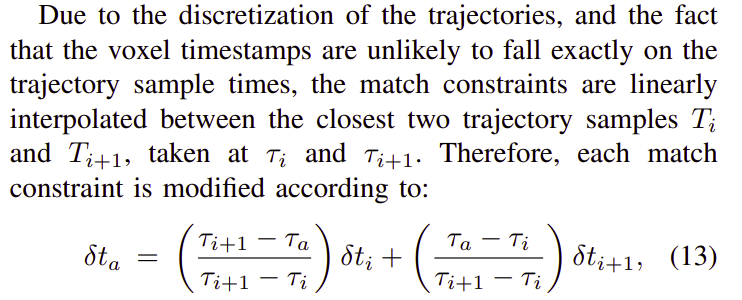 Due to the discretization of the trajectories, and the fact
that the voxel timestamps are unlikely to fall exactly on the
trajectory sample times, the match constraints are linearly
interpolated between the closest two trajectory samples $T_i$
and $T_{i+1}$, taken at $\tau_i$ and $\tau_{i+1}$. Therefore, each match
constraint is modified according to:
$\delta t_a = \left( \frac{\tau_{i+1} - \tau_a}{\tau_{i+1} - \tau_i} \right) \delta t_i + \left( \frac{\tau_a - \tau_i}{\tau_{i+1} - \tau_i} \right) \delta t_{i+1}, \quad (13)$